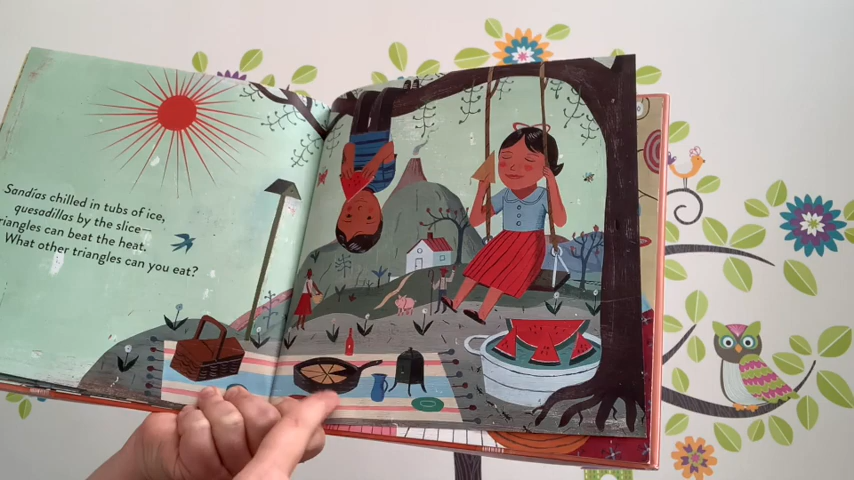 Sandías chilled in tubs of ice,
quesadillas by the slice—
triangles can beat the heat.
What other triangles can you eat?